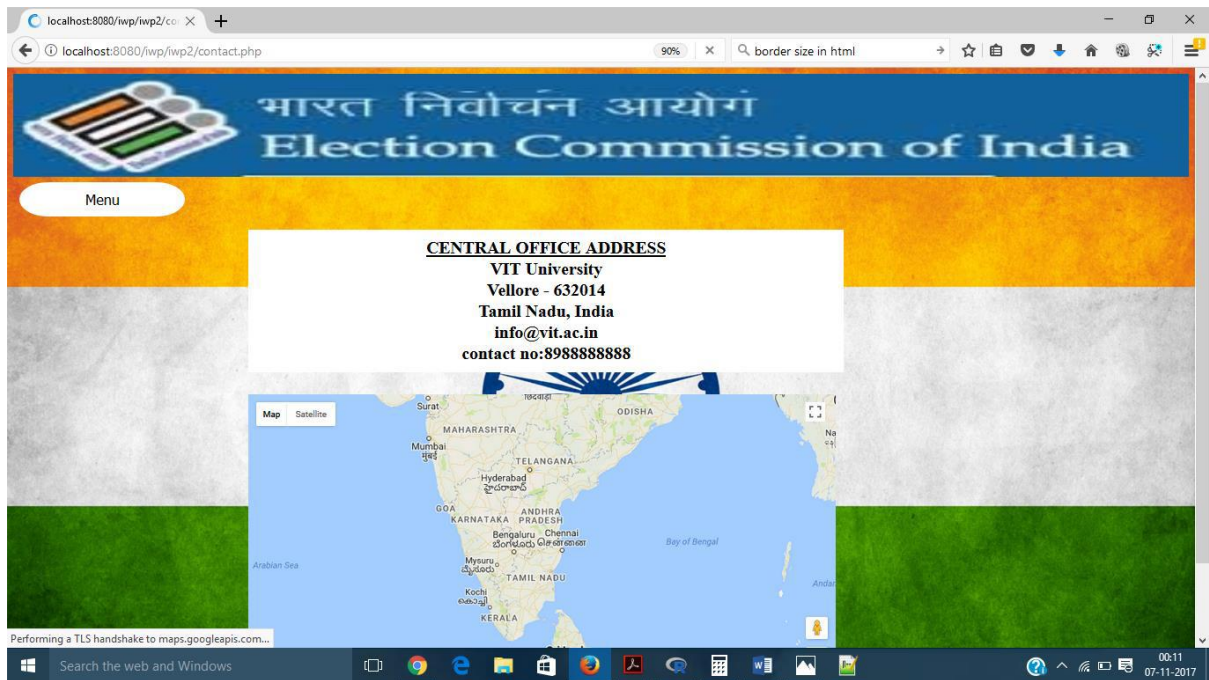 localhost:8080/iwp/iwp2/co
localhost:8080/iwp/iwp2/contact.php
90%
border size in html
भारत निर्वाचन आयोग
Election Commission of India
Menu
CENTRAL OFFICE ADDRESS
VIT University
Vellore - 632014
Tamil Nadu, India
info@vit.ac.in
contact no:8988888888
Map Satellite
Surat
ODISHA
MAHARASHTRA
Mumbai
मुंबई
Na
TELANGANA
Hyderabad
హైదరాబాద్
GOA
KARNATAKA
ANDHRA
PRADESH
Bengaluru
ಬೆಂಗಳೂರು
Chennai
சென்னை
Bay of Bengal
Arabian Sea
Mysuru
ಮೈಸೂರು
TAMIL NADU
Andar
Kochi
കൊച്ചി
KERALA
Performing a TLS handshake to maps.googleapis.com...
Search the web and Windows
00:11
07-11-2017